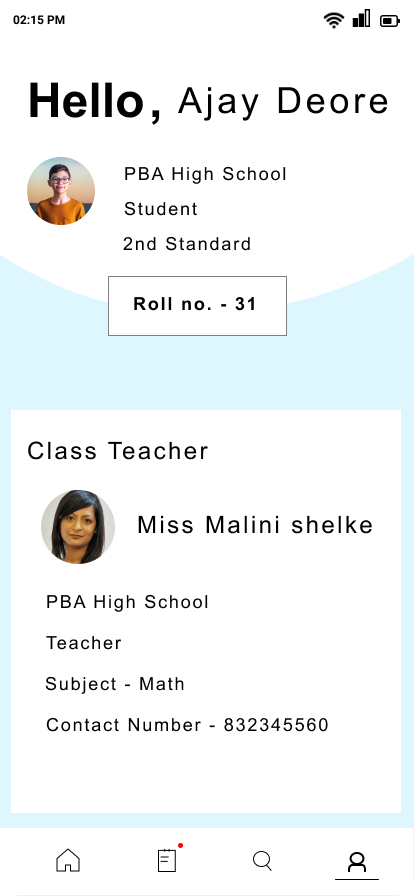 02:15 PM
Hello, Ajay Deore
PBA High School
Student
2nd Standard
Roll no. - 31
Class Teacher
Miss Malini shelke
PBA High School
Teacher
Subject - Math
Contact Number - 832345560